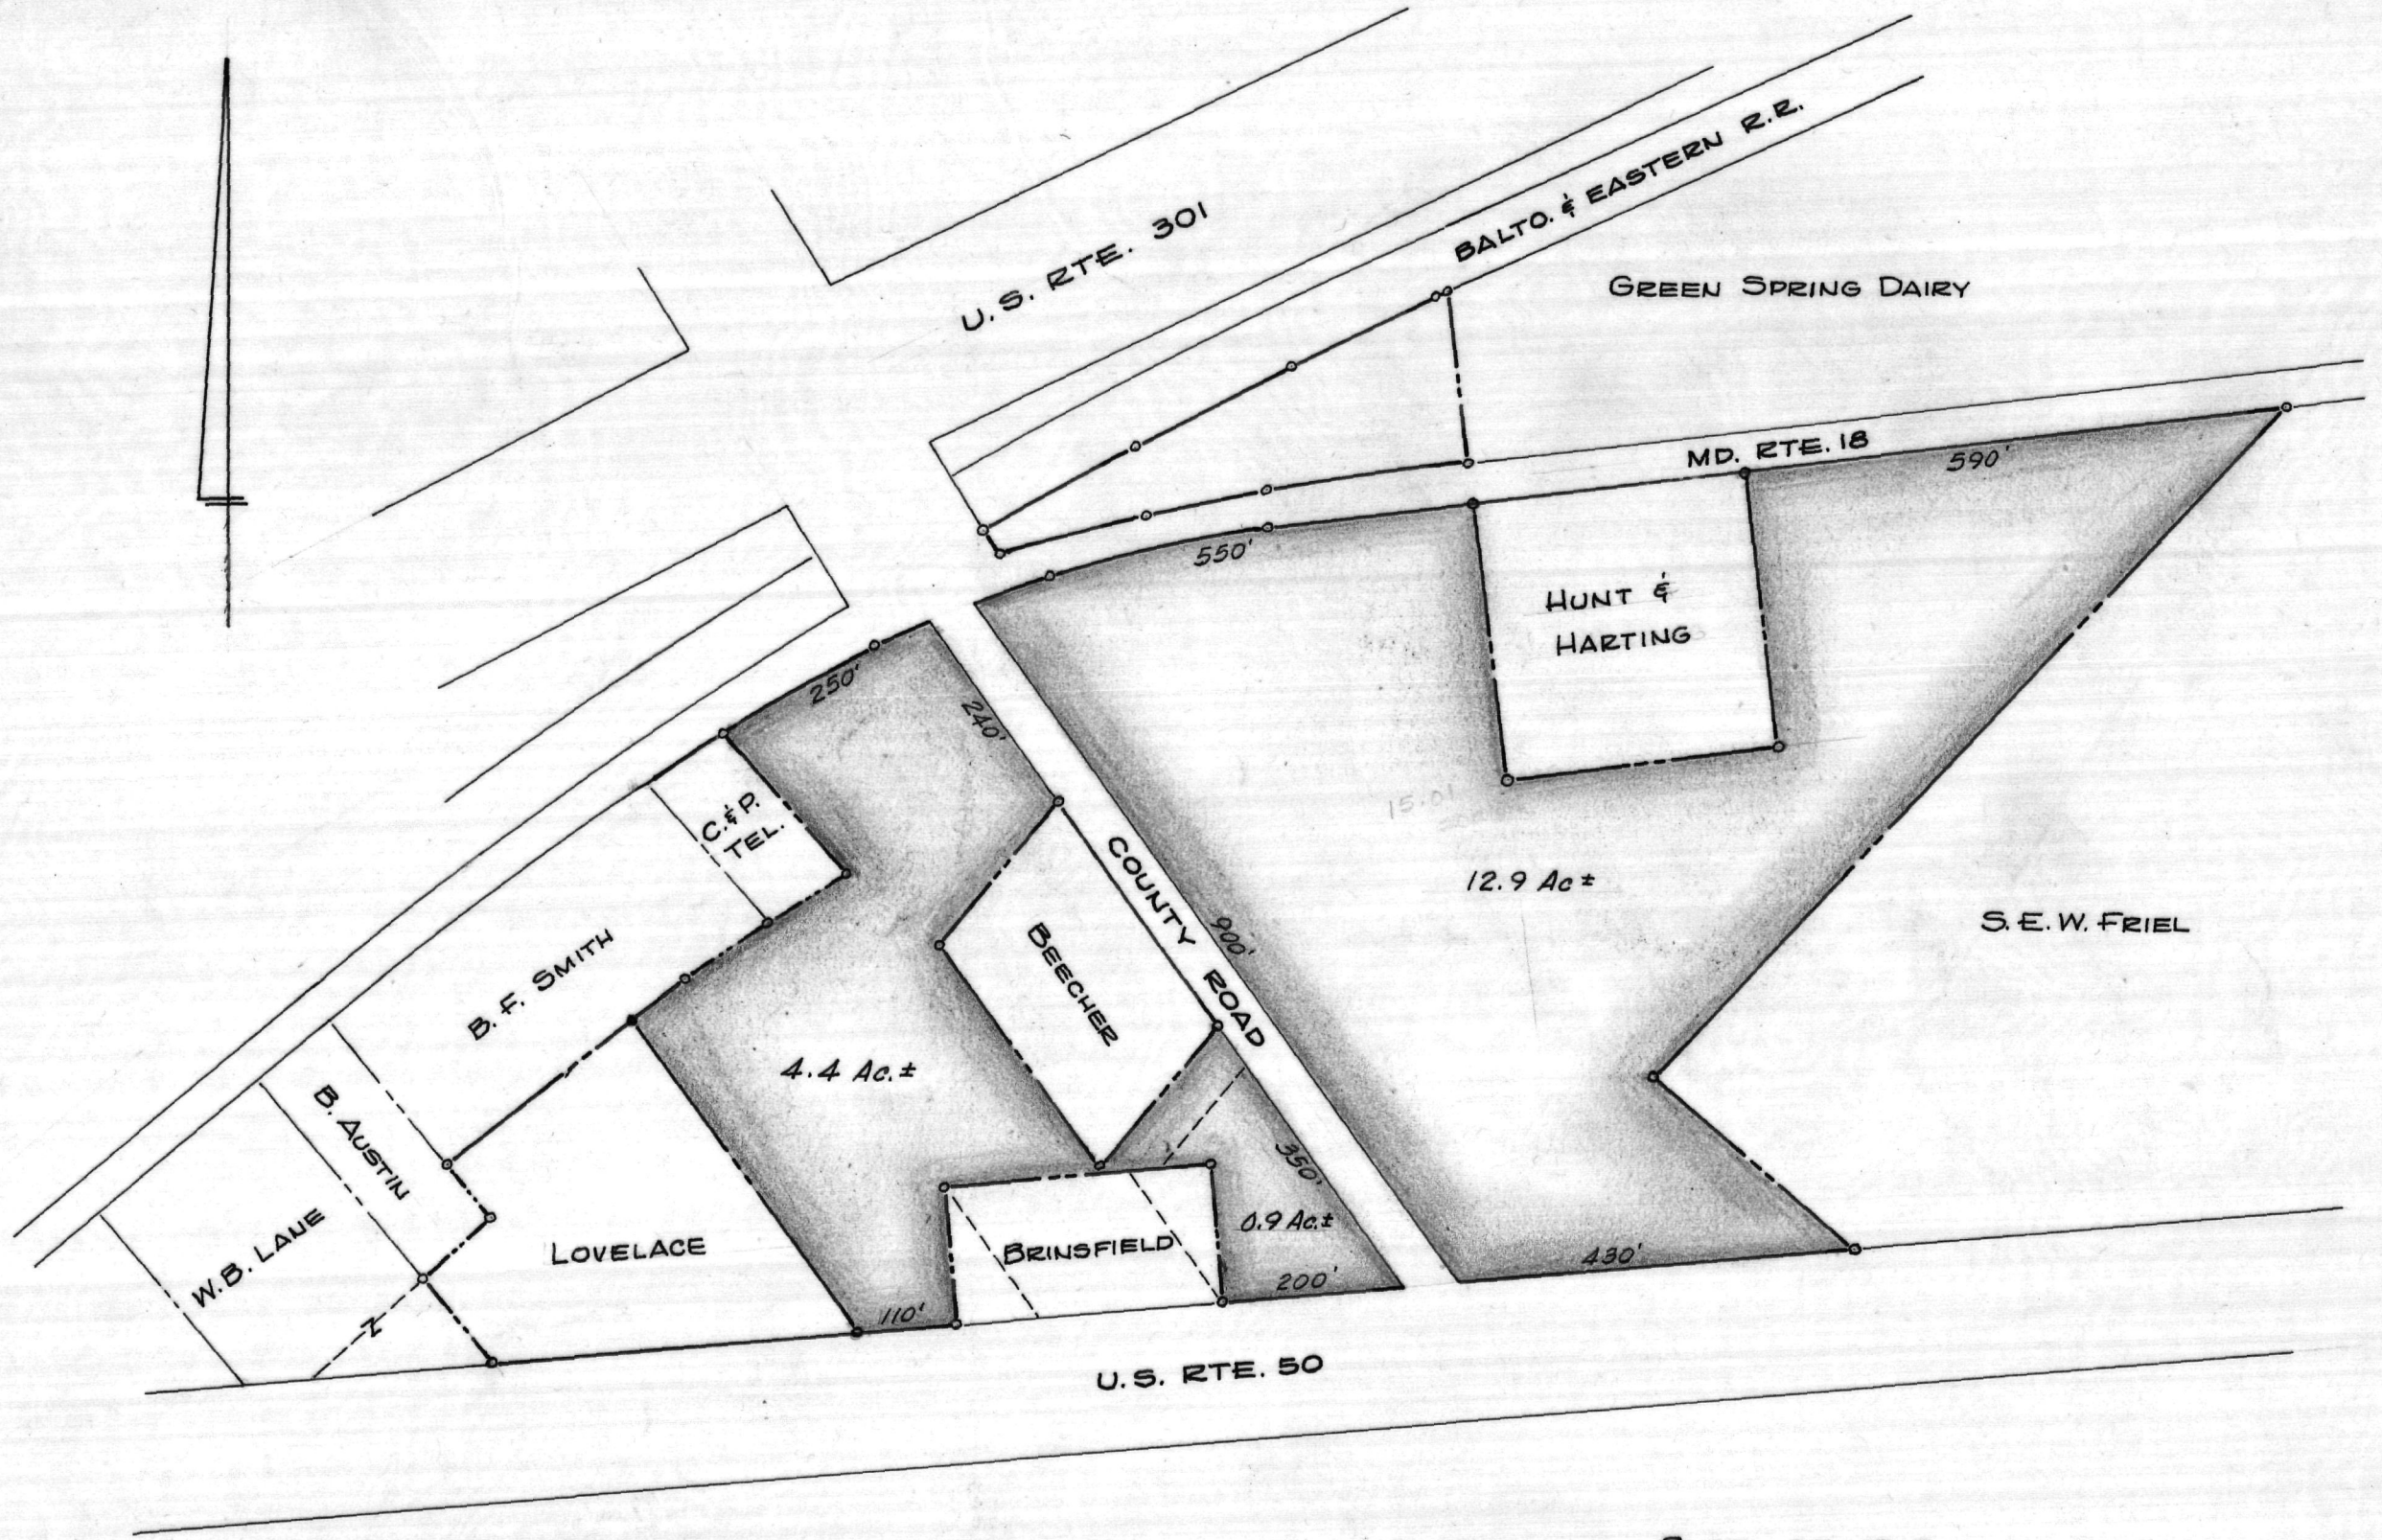 U.S. RTE. 301
BALTO. & EASTERN R.R.
GREEN SPRING DAIRY
MD. RTE. 18
590'
550'
HUNT &
HARTING
250'
240'
C.&P.
TEL.
15.01
COUNTY ROAD
900'
12.9 Ac ±
S.E.W. FRIEL
B. F. SMITH
BEECHER
4.4 Ac. ±
B. AUSTIN
W.B. LANE
LOVELACE
BRINSFIELD
350'
0.9 Ac. ±
200'
430'
110'
Z
U.S. RTE. 50